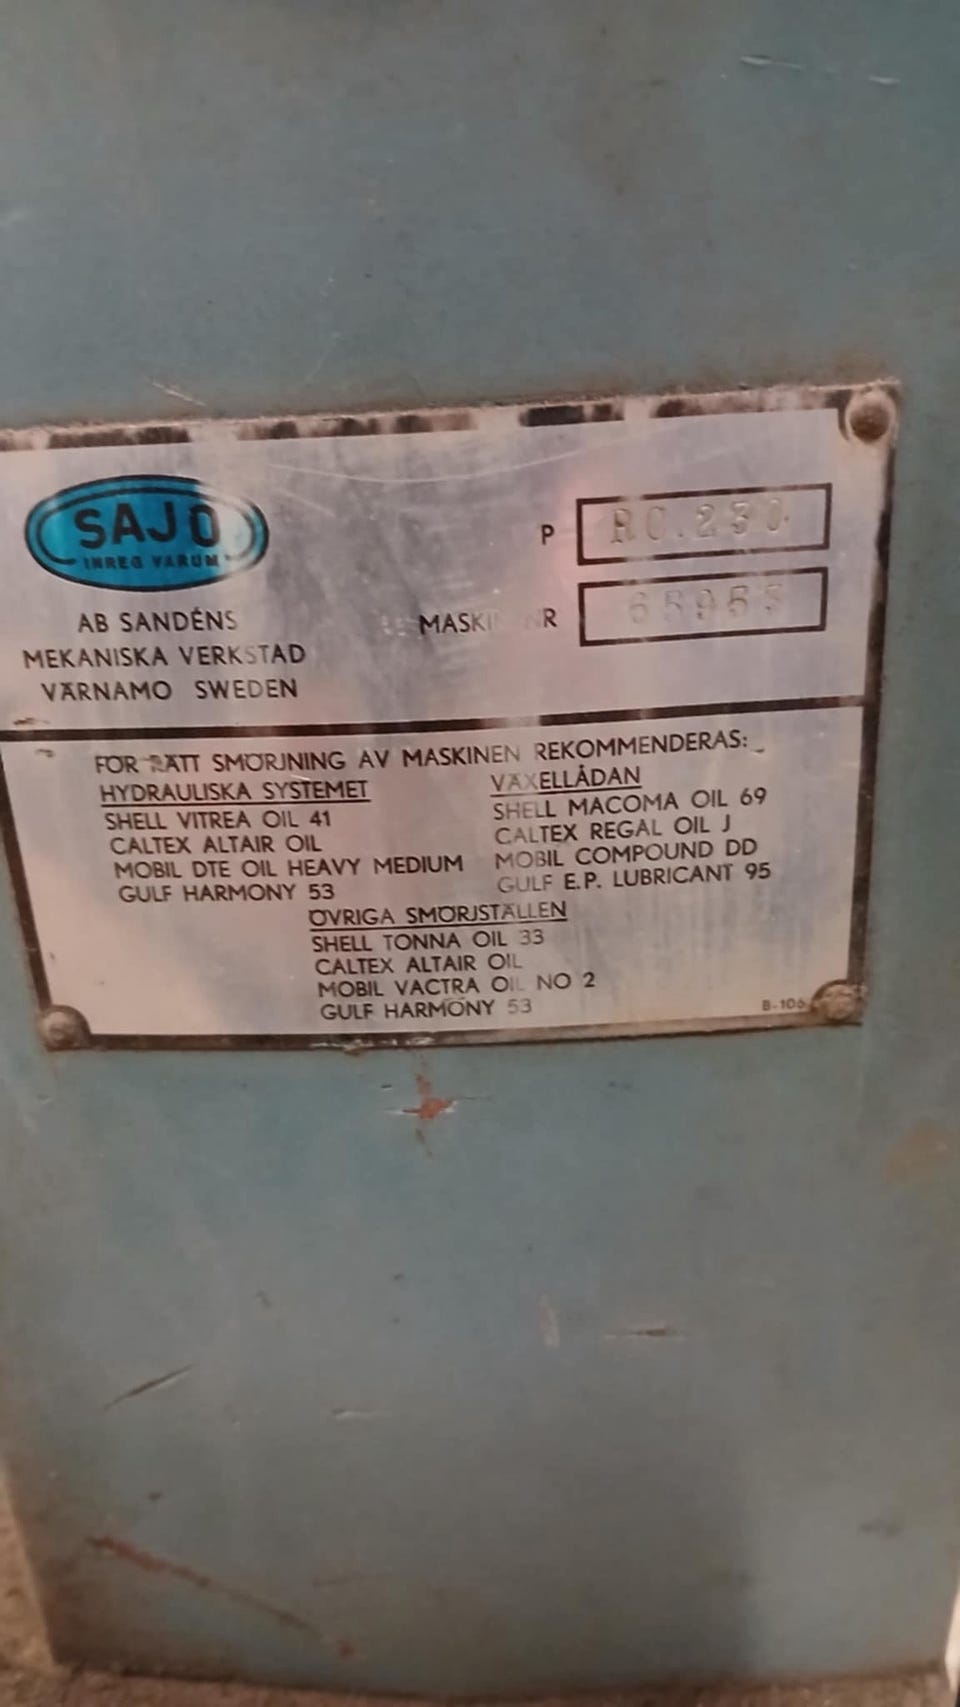 SAJO
INREG VARUM
AB SANDÉNS
MEKANISKA VERKSTAD
VÄRNAMO SWEDEN
P RC.230
MASKI NR
FÖR RÄTT SMÖRJNING AV MASKINEN REKOMMENDERAS:
HYDRAULISKA SYSTEMET
SHELL VITREA OIL 41
CALTEX ALTAIR OIL
MOBIL DTE OIL HEAVY MEDIUM
GULF HARMONY 53
VÄXELLÅDAN
SHELL MACOMA OIL 69
CALTEX REGAL OIL J
MOBIL COMPOUND DD
GULF E.P. LUBRICANT 95
ÖVRIGA SMÖRJSTÄLLEN
SHELL TONNA OIL 33
CALTEX ALTAIR OIL
MOBIL VACTRA OIL NO 2
GULF HARMONY 53
B-106